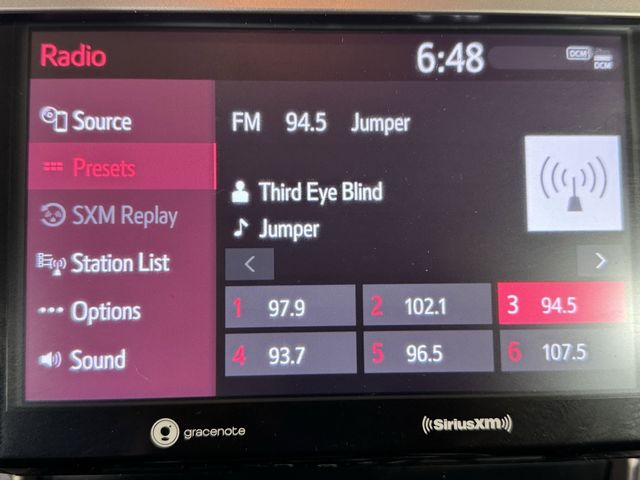 Radio 6:48 DCM DCM
Source
Presets
SXM Replay
Station List
Options
Sound
FM 94.5 Jumper
Third Eye Blind
Jumper
1 97.9 2 102.1 3 94.5
4 93.7 5 96.5 6 107.5
gracenote SiriusXM